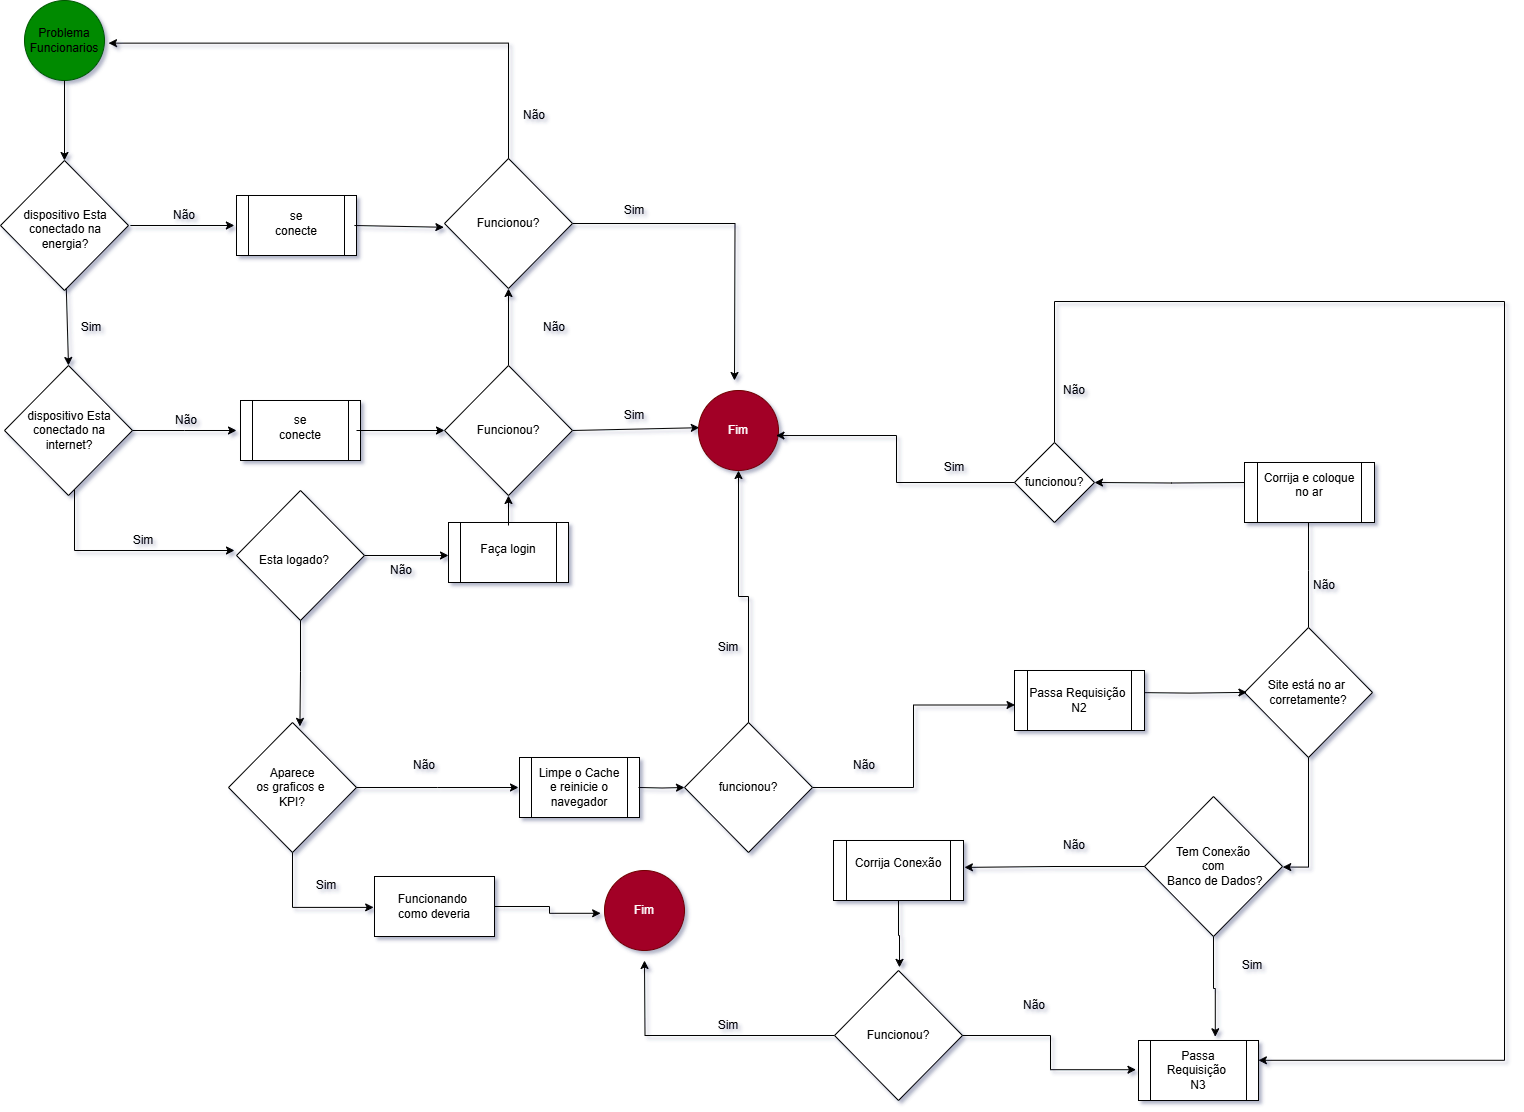 Problema
Funcionarios
Não
dispositivo Esta
conectado na
energia?
Não
se
conecte
Funcionou?
Sim
Sim
Não
dispositivo Esta
conectado na
internet?
Não
se
conecte
Funcionou?
Sim
Fim
Não
Sim
funcionou?
Corrija e coloque
no ar
Sim
Esta logado?
Não
Faça login
Não
Sim
Passa Requisição
N2
Site está no ar
corretamente?
Aparece
os graficos e
KPI?
Não
Limpe o Cache
e reinicie o
navegador
funcionou?
Não
Sim
Funcionando
como deveria
Fim
Corrija Conexão
Não
Tem Conexão
com
Banco de Dados?
Sim
Sim
Funcionou?
Não
Passa
Requisição
N3